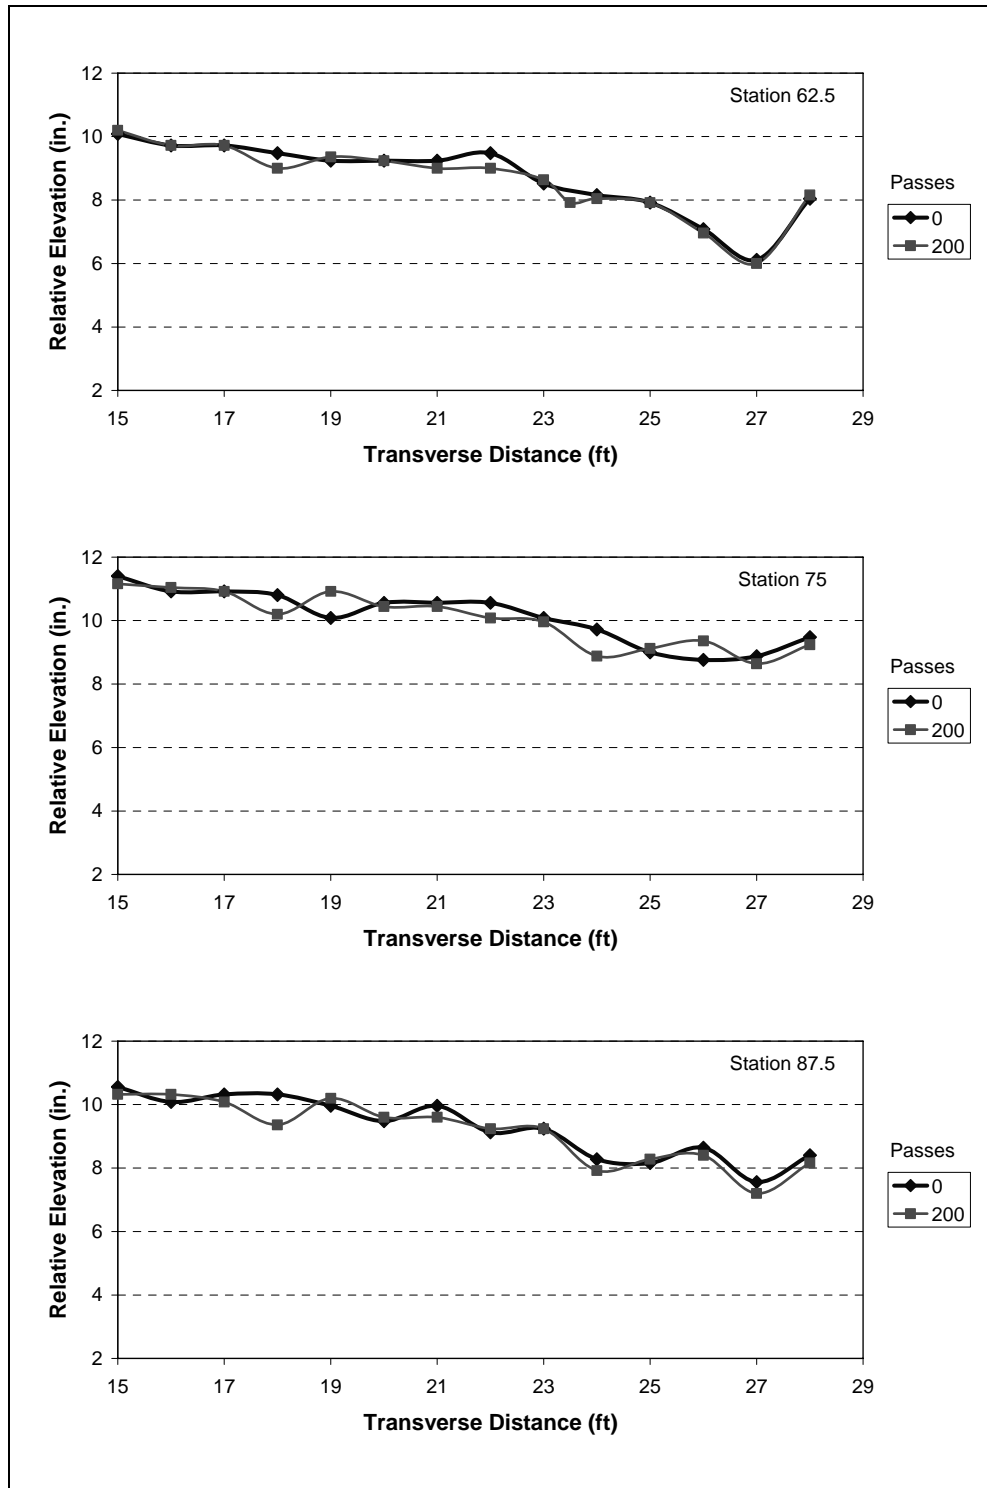 12
Station 62.5
10
8
6
4
2
Relative Elevation (in.)
15 17 19 21 23 25 27 29
Transverse Distance (ft)
Passes
0
200
12
Station 75
10
8
6
4
2
Relative Elevation (in.)
15 17 19 21 23 25 27 29
Transverse Distance (ft)
Passes
0
200
12
Station 87.5
10
8
6
4
2
Relative Elevation (in.)
15 17 19 21 23 25 27 29
Transverse Distance (ft)
Passes
0
200